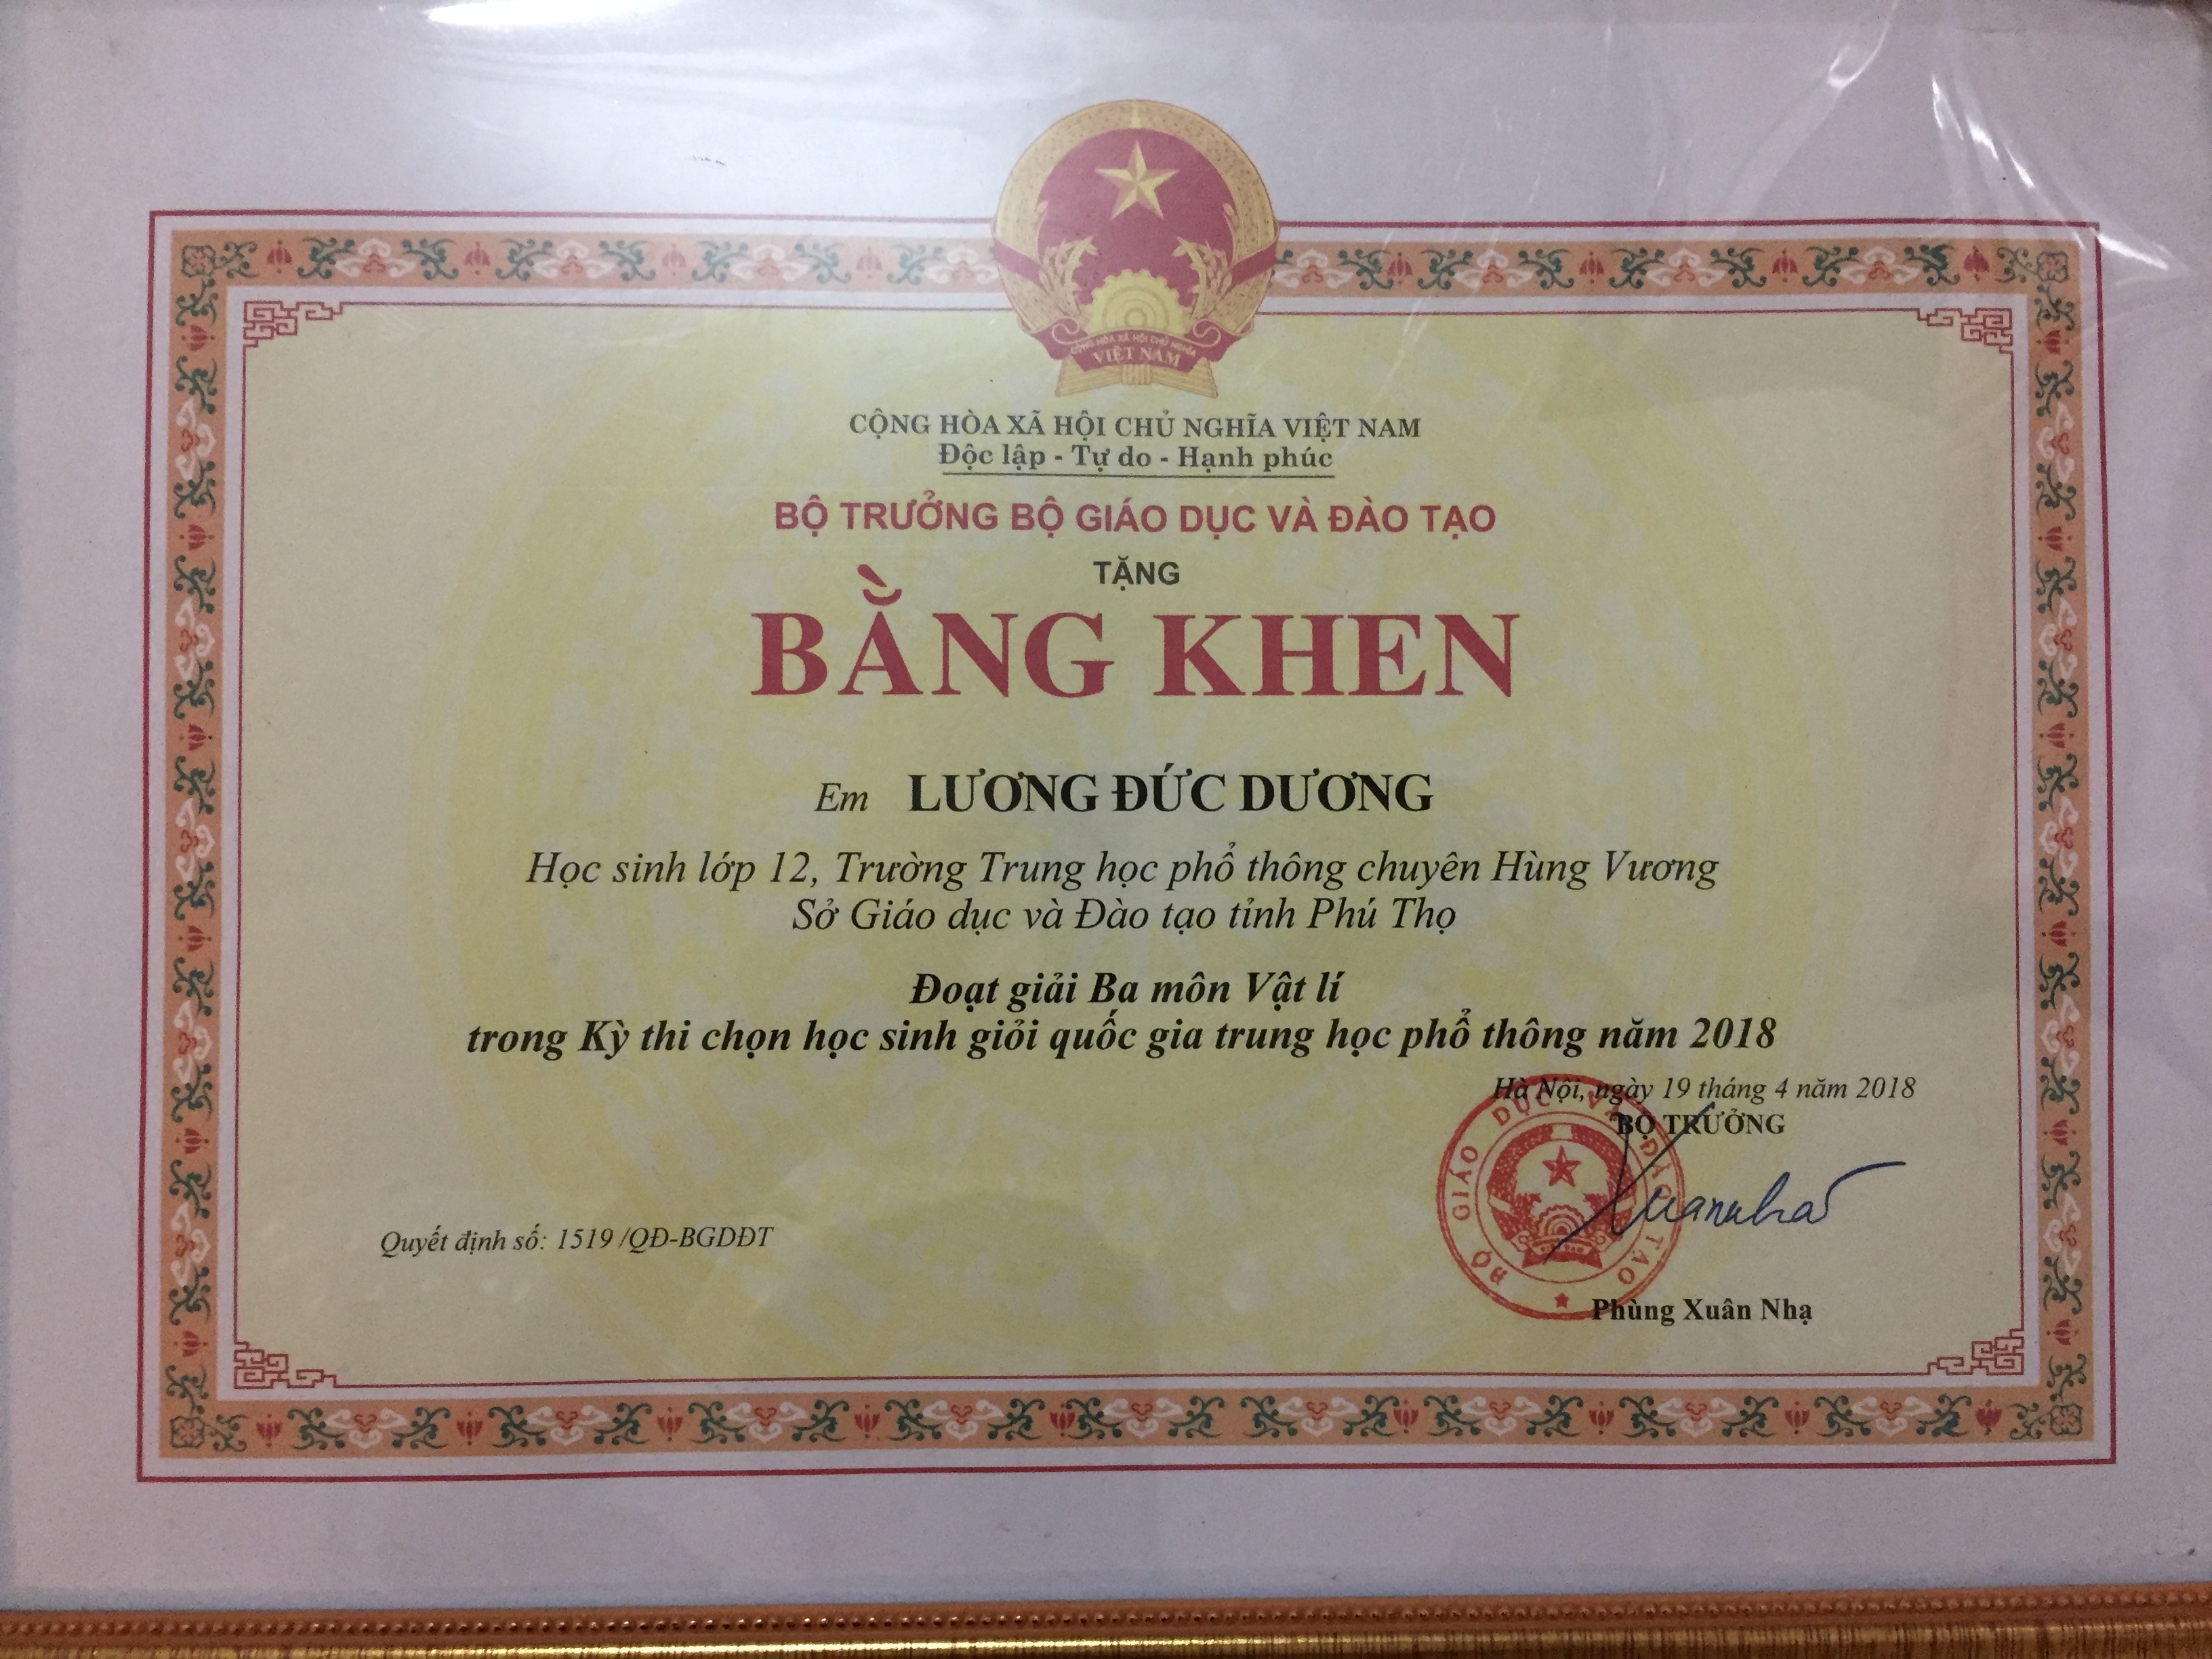 CỘNG HÒA XÃ HỘI CHỦ NGHĨA
VIỆT NAM
CỘNG HÒA XÃ HỘI CHỦ NGHĨA VIỆT NAM
Độc lập - Tự do - Hạnh phúc
BỘ TRƯỞNG BỘ GIÁO DỤC VÀ ĐÀO TẠO
TẶNG
BẰNG KHEN
Em LƯƠNG ĐỨC DƯƠNG
Học sinh lớp 12, Trường Trung học phổ thông chuyên Hùng Vương
Sở Giáo dục và Đào tạo tỉnh Phú Thọ
Đoạt giải Ba môn Vật lí
trong Kỳ thi chọn học sinh giỏi quốc gia trung học phổ thông năm 2018
Hà Nội, ngày 19 tháng 4 năm 2018
BỘ TRƯỞNG
BỘ GIÁO DỤC VÀ ĐÀO TẠO
Xuannha
Quyết định số: 1519 /QĐ-BGDĐT
Phùng Xuân Nhạ